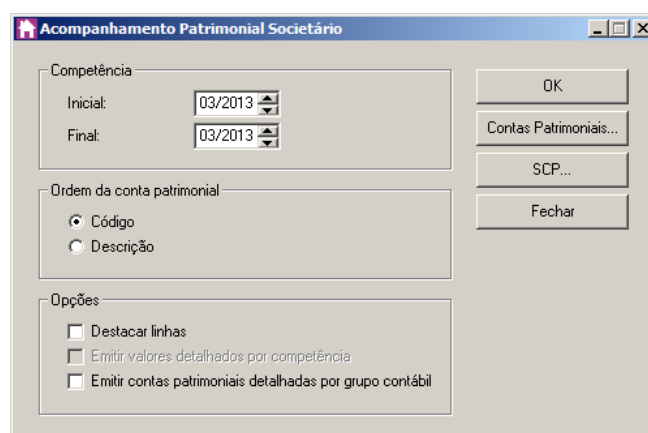 Acompanhamento Patrimonial Societário
Competência
Inicial: 03/2013
Final: 03/2013
Ordem da conta patrimonial
Código
Descrição
Opções
Destacar linhas
Emitir valores detalhados por competência
Emitir contas patrimoniais detalhadas por grupo contábil
OK
Contas Patrimoniais...
SCP...
Fechar